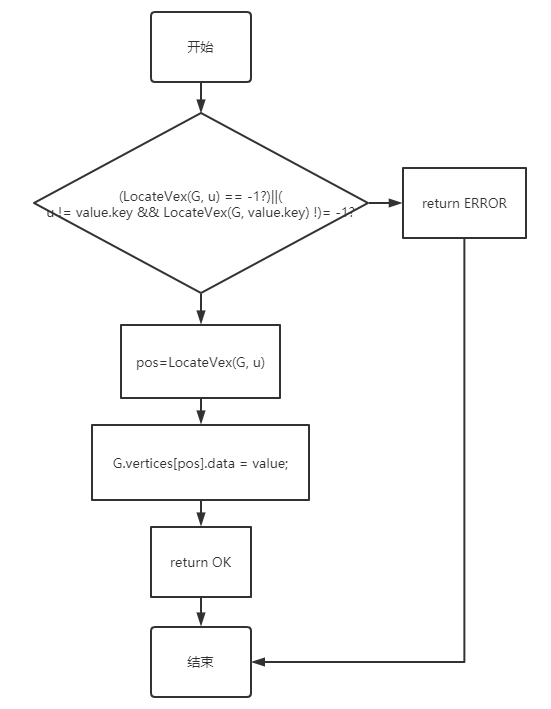 开始
(LocateVex(G, u) == -1?)||(
u != value.key && LocateVex(G, value.key) !)= -1?
return ERROR
pos=LocateVex(G, u)
G.vertices[pos].data = value;
return OK
结束